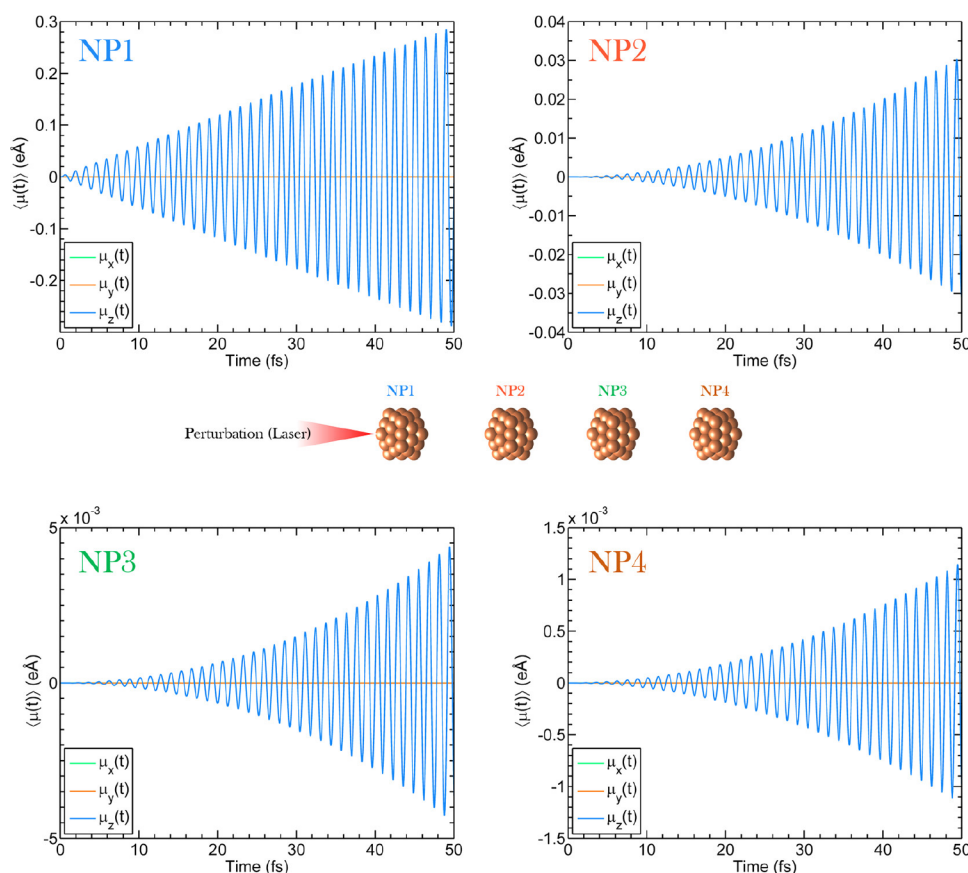 NP1
⟨μ(t)⟩ (eÅ)
0.3
0.2
0.1
0
-0.1
-0.2
μx(t)
μy(t)
μz(t)
0 10 20 30 40 50
Time (fs)
NP2
⟨μ(t)⟩ (eÅ)
0.04
0.03
0.02
0.01
0
-0.01
-0.02
-0.03
-0.04
μx(t)
μy(t)
μz(t)
0 10 20 30 40 50
Time (fs)
NP1 NP2 NP3 NP4
Perturbation (Laser)
NP3
⟨μ(t)⟩ (eÅ)
x 10⁻³
5
0
-5
μx(t)
μy(t)
μz(t)
0 10 20 30 40 50
Time (fs)
NP4
⟨μ(t)⟩ (eÅ)
x 10⁻³
1.5
1
0.5
0
-0.5
-1
-1.5
μx(t)
μy(t)
μz(t)
0 10 20 30 40 50
Time (fs)